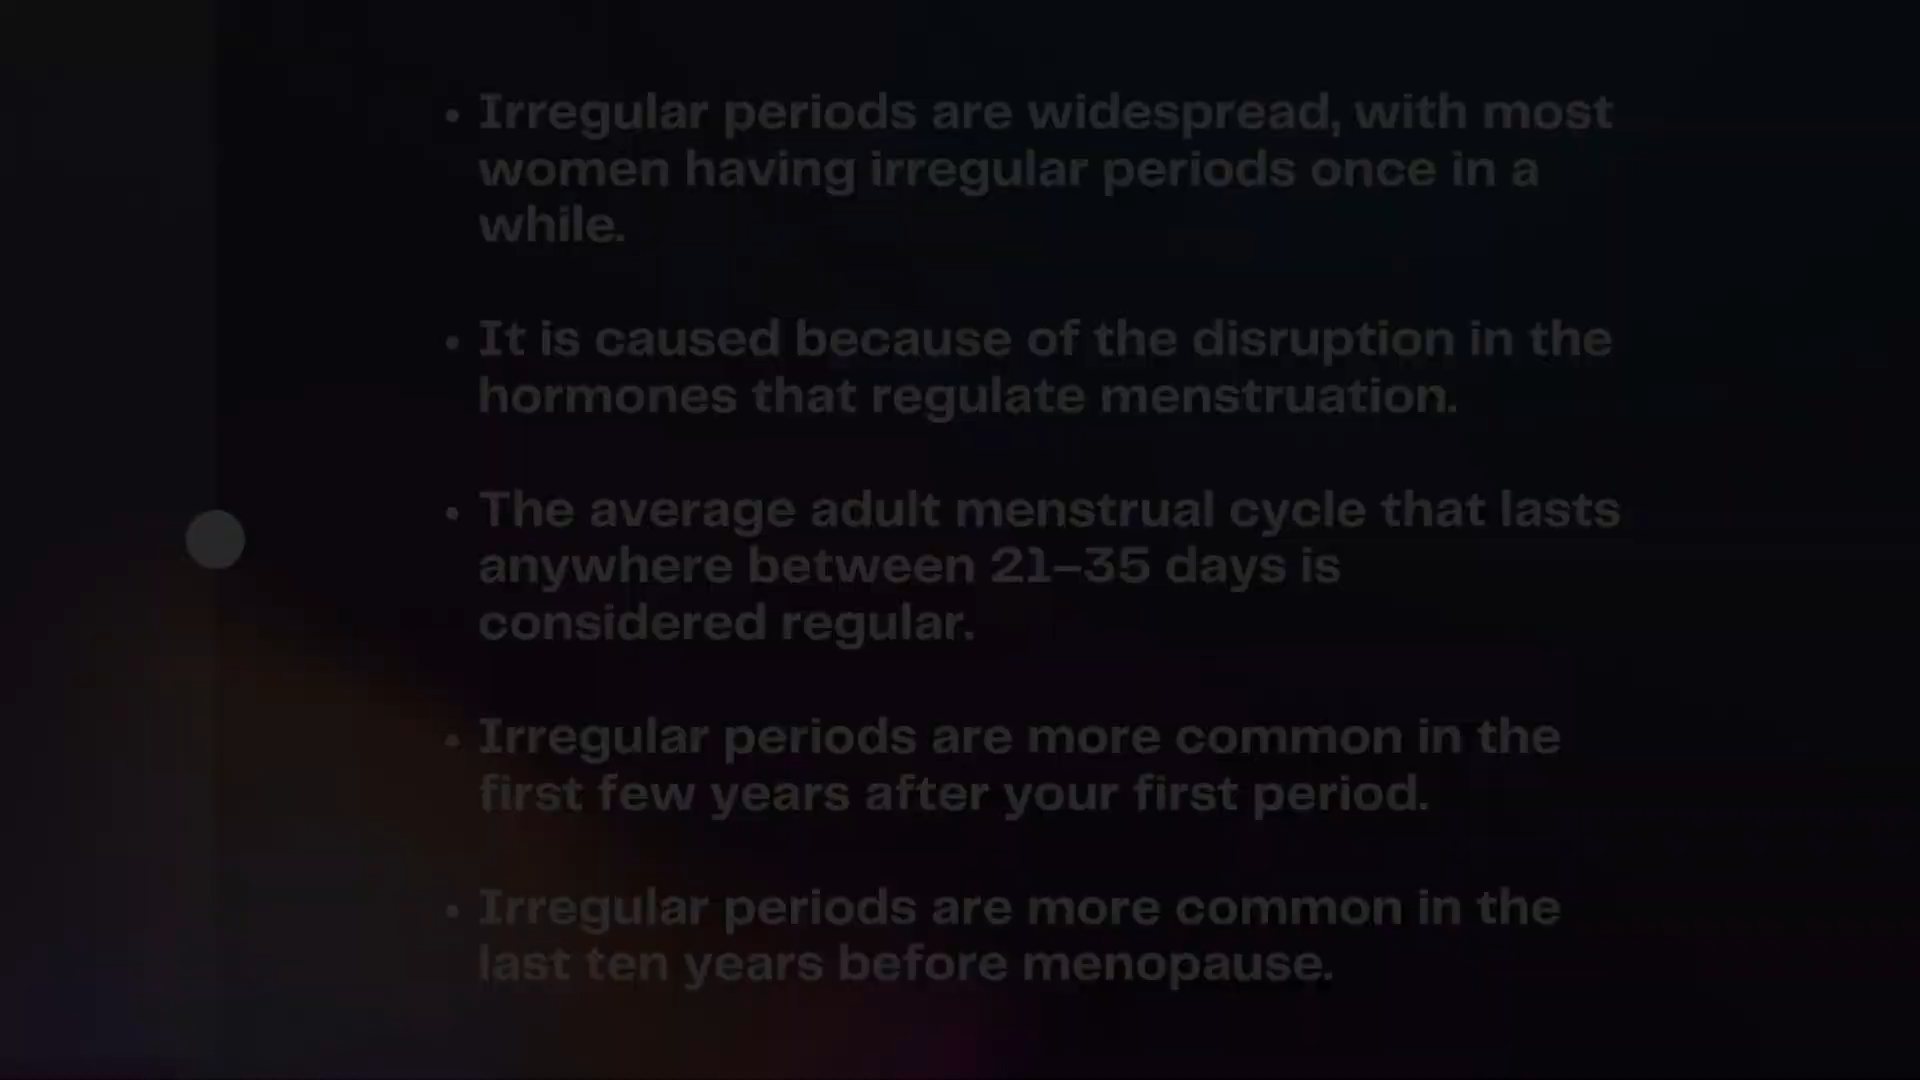 • Irregular periods are widespread, with most
women having irregular periods once in a
while.
• It is caused because of the disruption in the
hormones that regulate menstruation.
• The average adult menstrual cycle that lasts
anywhere between 21–35 days is
considered regular.
• Irregular periods are more common in the
first few years after your first period.
• Irregular periods are more common in the
last ten years before menopause.